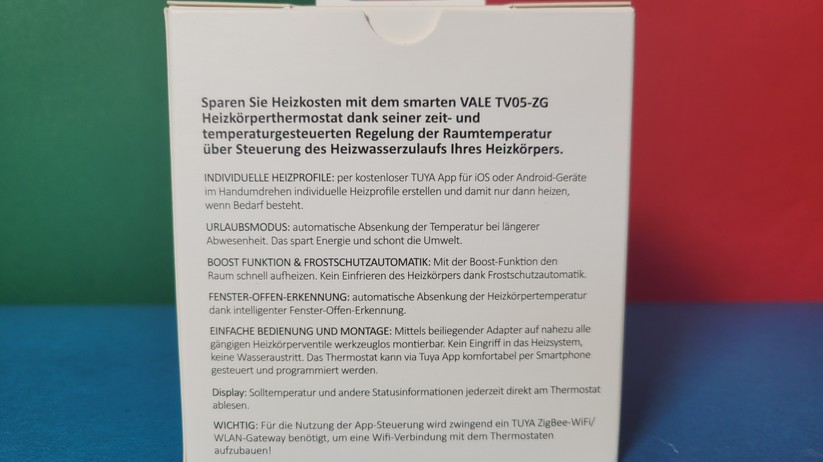 Sparen Sie Heizkosten mit dem smarten VALE TV05-ZG
Heizkörperthermostat dank seiner zeit- und
temperaturgesteuerten Regelung der Raumtemperatur
über Steuerung des Heizwasserzulaufs Ihres Heizkörpers.
INDIVIDUELLE HEIZPROFILE: per kostenloser TUYA App für iOS oder Android-Geräte
im Handumdrehen individuelle Heizprofile erstellen und damit nur dann heizen,
wenn Bedarf besteht.
URLAUBSMODUS: automatische Absenkung der Temperatur bei längerer
Abwesenheit. Das spart Energie und schont die Umwelt.
BOOST FUNKTION & FROSTSCHUTZAUTOMATIK: Mit der Boost-Funktion den
Raum schnell aufheizen. Kein Einfrieren des Heizkörpers dank Frostschutzautomatik.
FENSTER-OFFEN-ERKENNUNG: automatische Absenkung der Heizkörpertemperatur
dank intelligenter Fenster-Offen-Erkennung.
EINFACHE BEDIENUNG UND MONTAGE: Mittels beiliegender Adapter auf nahezu alle
gängigen Heizkörperventile werkzeuglos montierbar. Kein Eingriff in das Heizsystem,
keine Wasseraustritt. Das Thermostat kann via Tuya App komfortabel per Smartphone
gesteuert und programmiert werden.
Display: Solltemperatur und andere Statusinformationen jederzeit direkt am Thermostat
ablesen.
WICHTIG: Für die Nutzung der App-Steuerung wird zwingend ein TUYA ZigBee-WiFi/
WLAN-Gateway benötigt, um eine Wifi-Verbindung mit dem Thermostaten
aufzubauen!